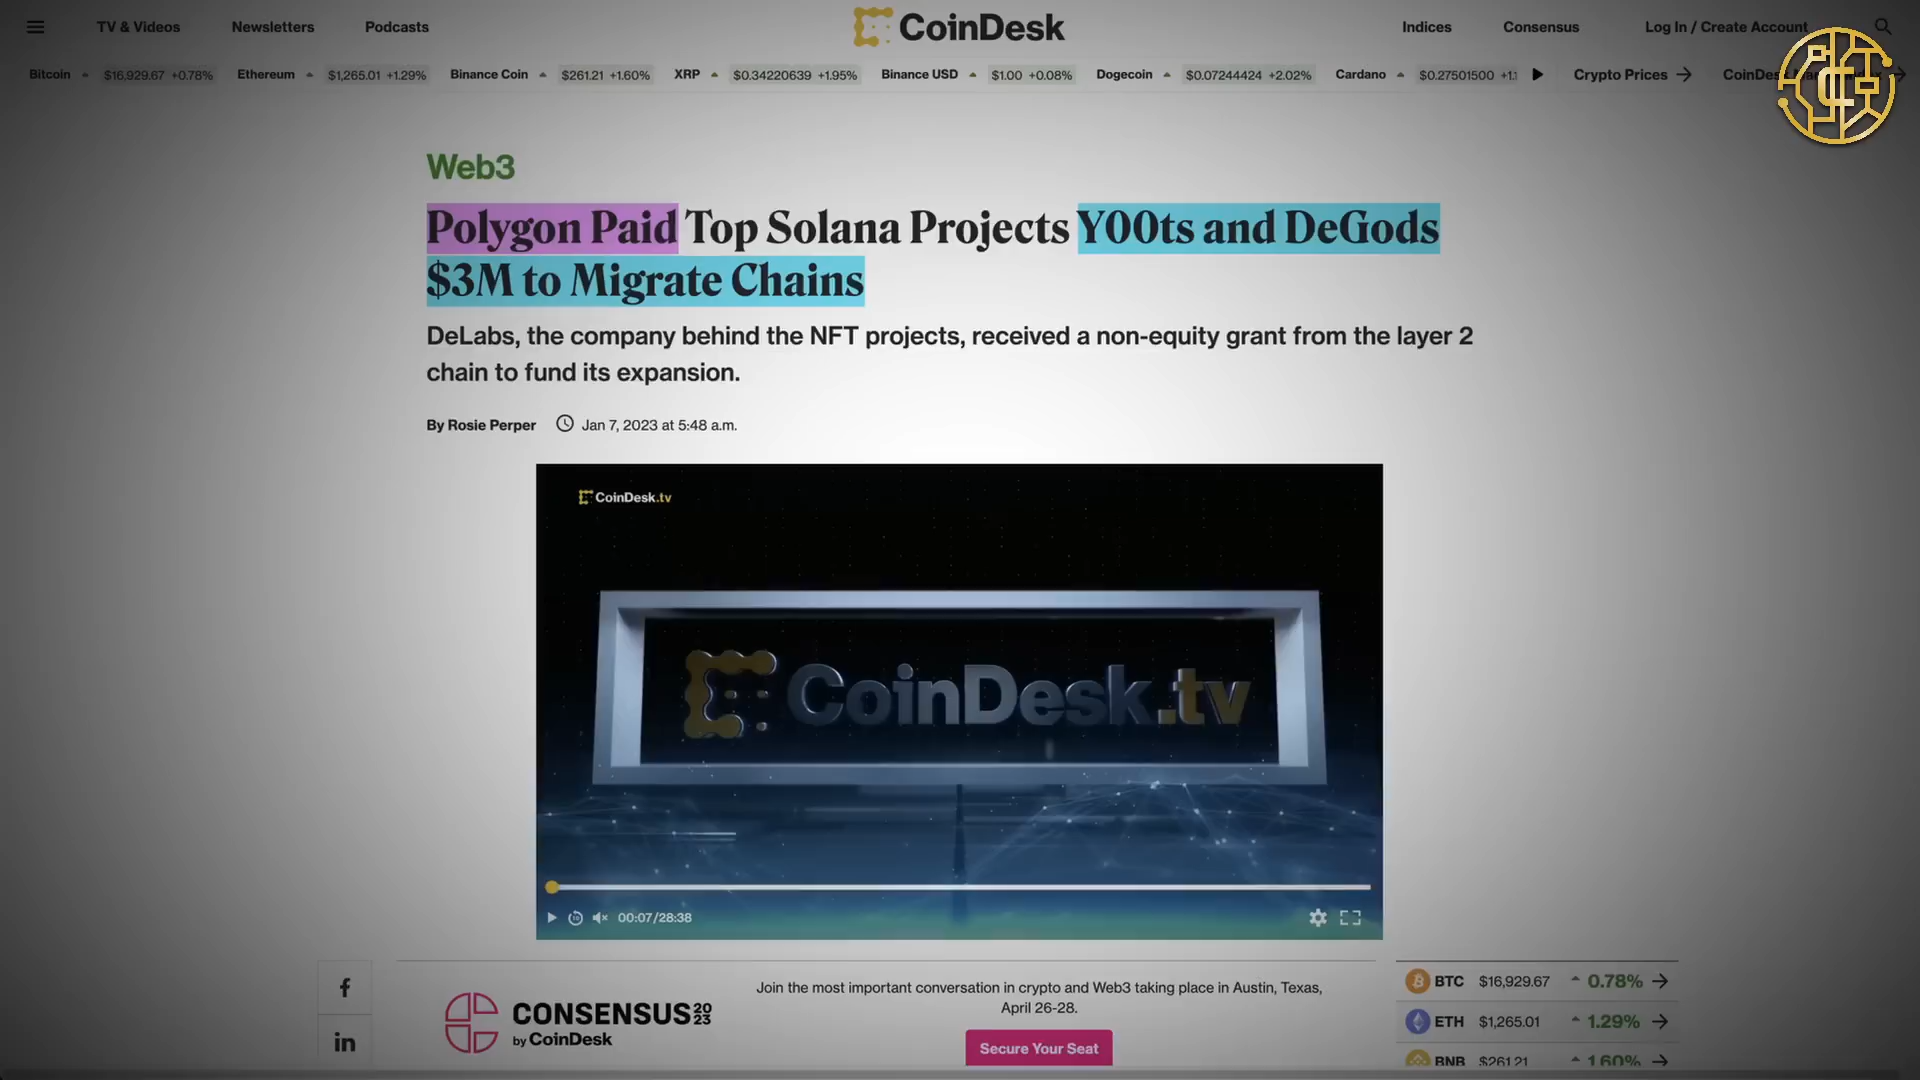 TV & Videos Newsletters Podcasts CoinDesk Indices Consensus Log In / Create Account
Bitcoin $16,929.67 +0.78% Ethereum $1,265.01 +1.29% Binance Coin $261.21 +1.60% XRP $0.34220639 +1.95% Binance USD $1.00 +0.08% Dogecoin $0.07244424 +2.02% Cardano $0.27501500 Crypto Prices
Web3
Polygon Paid Top Solana Projects Y00ts and DeGods
$3M to Migrate Chains
DeLabs, the company behind the NFT projects, received a non-equity grant from the layer 2
chain to fund its expansion.
By Rosie Perper Jan 7, 2023 at 5:48 a.m.
CoinDesk.tv
CoinDesk.tv
00:07/28:38
Join the most important conversation in crypto and Web3 taking place in Austin, Texas,
April 26-28.
CONSENSUS 2023
by CoinDesk
Secure Your Seat
BTC $16,929.67 0.78%
ETH $1,265.01 1.29%
BNB $261.21 1.60%